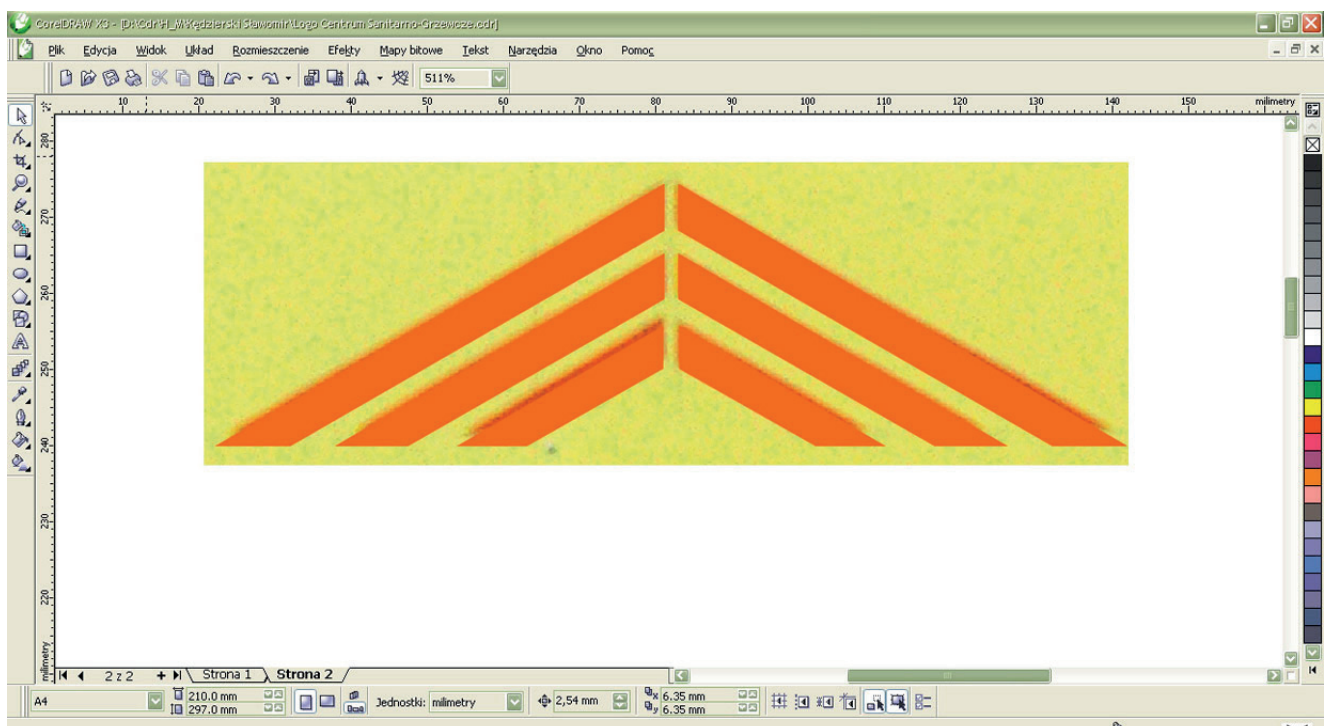 CorelDRAW X3 - [D:\Cdr\H_M\Kędzierski Sławomir\Logo Centrum Sanitarno-Grzewcze.cdr]
Plik Edycja Widok Układ Rozmieszczenie Efekty Mapy bitowe Tekst Narzędzia Okno Pomoc
511%
10 20 30 40 50 60 70 80 90 100 110 120 130 140 150 milimetry
280
270
260
250
240
230
220
milimetry
2 z 2 Strona 1 Strona 2
A4 210.0 mm 297.0 mm Jednostki: milimetry 2,54 mm x 6.35 mm y 6.35 mm